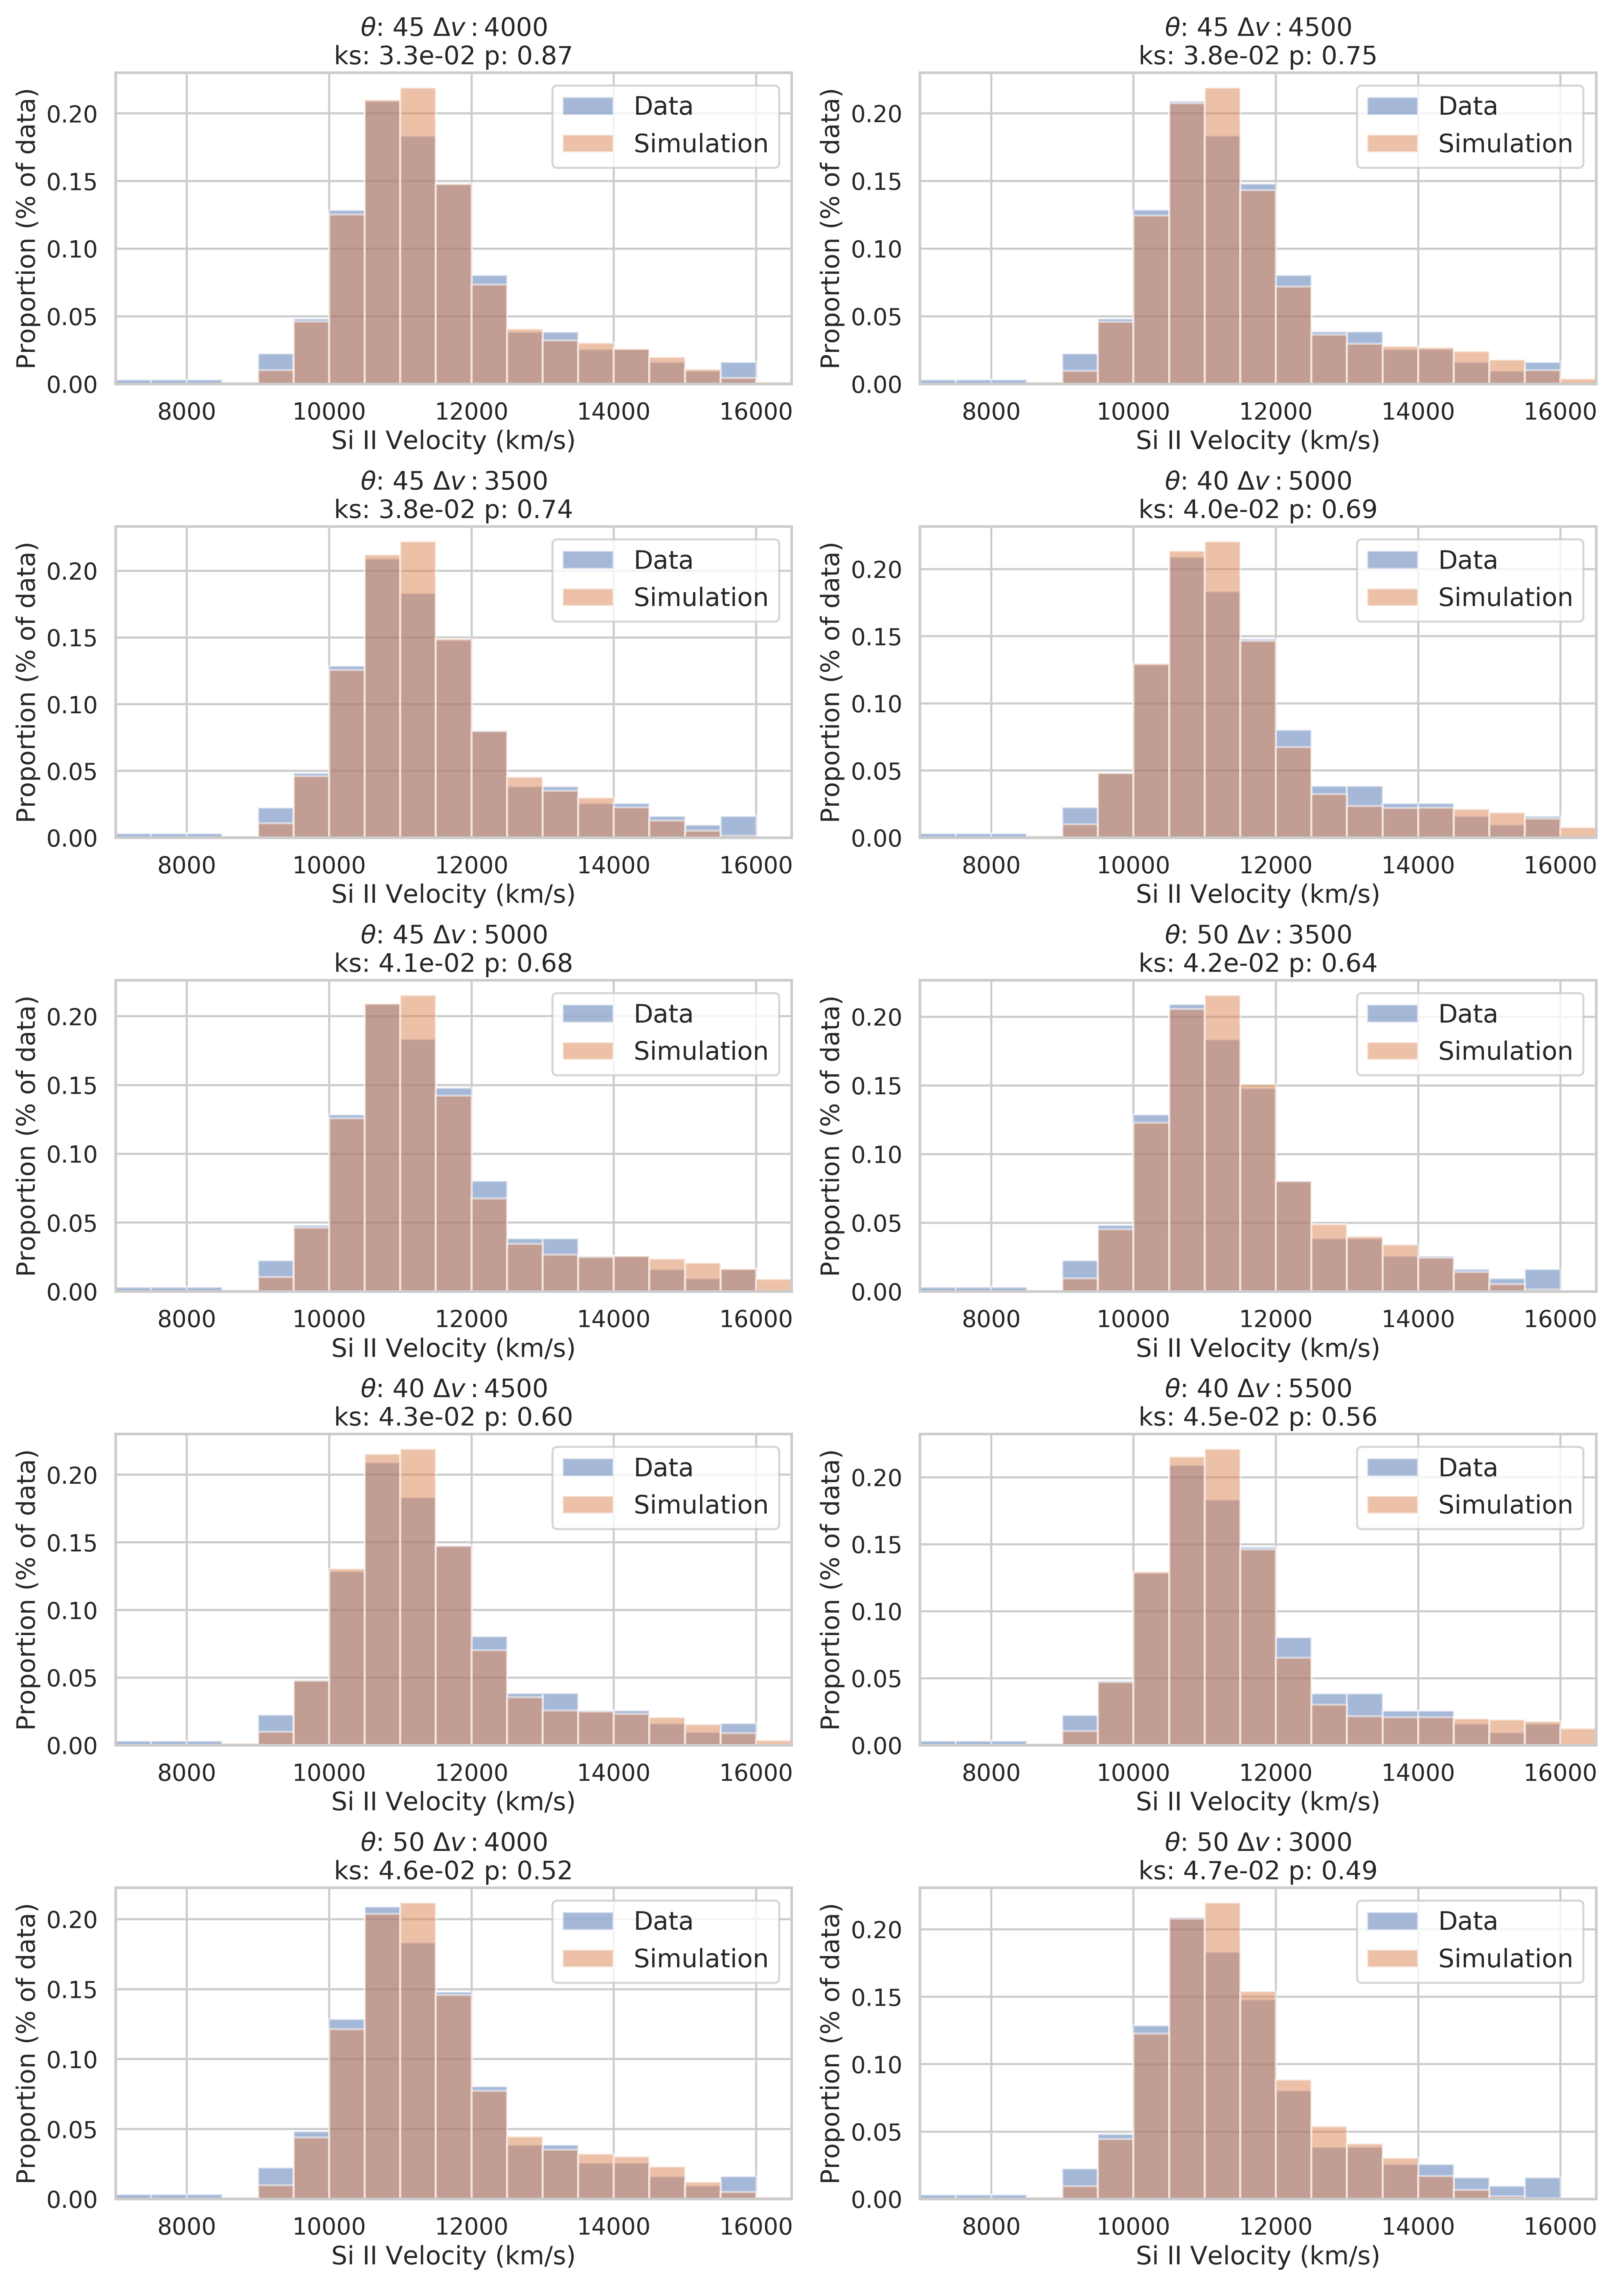 θ: 45 Δv : 4000
ks: 3.3e-02 p: 0.87
Proportion (% of data)
0.20
0.15
0.10
0.05
0.00
Data
Simulation
8000 10000 12000 14000 16000
Si II Velocity (km/s)
θ: 45 Δv : 4500
ks: 3.8e-02 p: 0.75
Proportion (% of data)
0.20
0.15
0.10
0.05
0.00
Data
Simulation
8000 10000 12000 14000 16000
Si II Velocity (km/s)
θ: 45 Δv : 3500
ks: 3.8e-02 p: 0.74
Proportion (% of data)
0.20
0.15
0.10
0.05
0.00
Data
Simulation
8000 10000 12000 14000 16000
Si II Velocity (km/s)
θ: 40 Δv : 5000
ks: 4.0e-02 p: 0.69
Proportion (% of data)
0.20
0.15
0.10
0.05
0.00
Data
Simulation
8000 10000 12000 14000 16000
Si II Velocity (km/s)
θ: 45 Δv : 5000
ks: 4.1e-02 p: 0.68
Proportion (% of data)
0.20
0.15
0.10
0.05
0.00
Data
Simulation
8000 10000 12000 14000 16000
Si II Velocity (km/s)
θ: 50 Δv : 3500
ks: 4.2e-02 p: 0.64
Proportion (% of data)
0.20
0.15
0.10
0.05
0.00
Data
Simulation
8000 10000 12000 14000 16000
Si II Velocity (km/s)
θ: 40 Δv : 4500
ks: 4.3e-02 p: 0.60
Proportion (% of data)
0.20
0.15
0.10
0.05
0.00
Data
Simulation
8000 10000 12000 14000 16000
Si II Velocity (km/s)
θ: 40 Δv : 5500
ks: 4.5e-02 p: 0.56
Proportion (% of data)
0.20
0.15
0.10
0.05
0.00
Data
Simulation
8000 10000 12000 14000 16000
Si II Velocity (km/s)
θ: 50 Δv : 4000
ks: 4.6e-02 p: 0.52
Proportion (% of data)
0.20
0.15
0.10
0.05
0.00
Data
Simulation
8000 10000 12000 14000 16000
Si II Velocity (km/s)
θ: 50 Δv : 3000
ks: 4.7e-02 p: 0.49
Proportion (% of data)
0.20
0.15
0.10
0.05
0.00
Data
Simulation
8000 10000 12000 14000 16000
Si II Velocity (km/s)